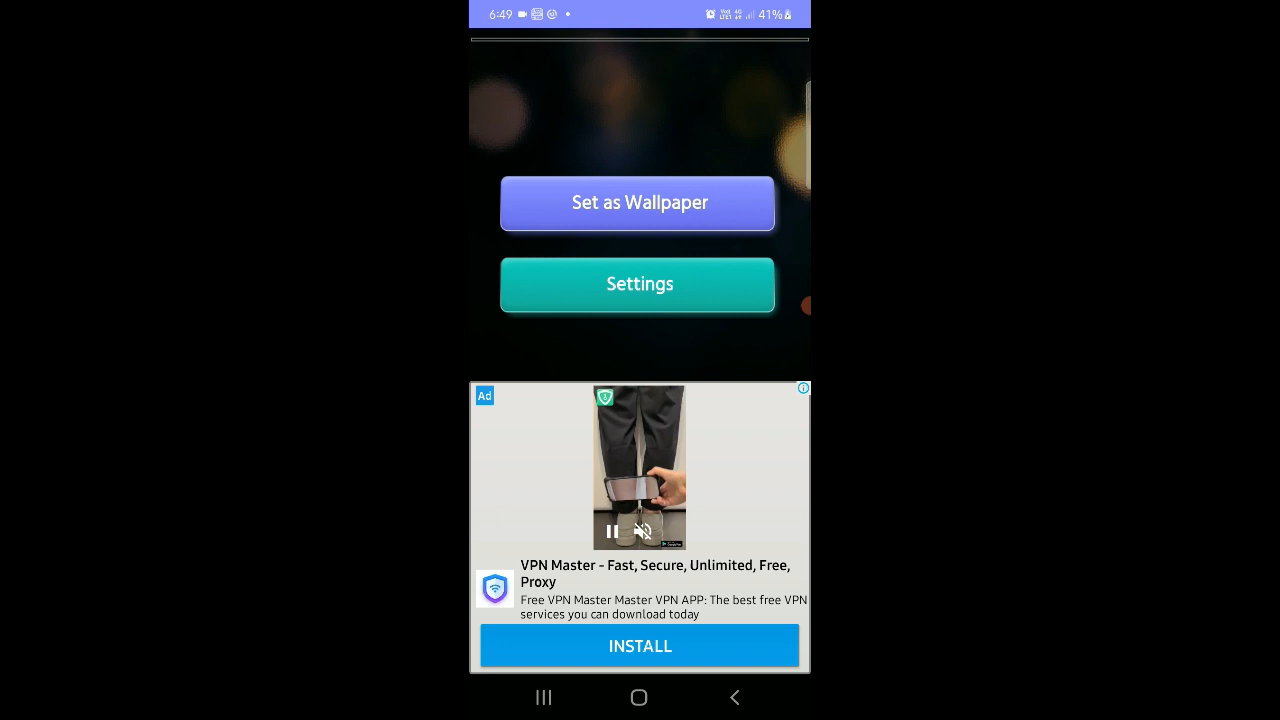 6:49
41%
Set as Wallpaper
Settings
Ad
VPN Master - Fast, Secure, Unlimited, Free,
Proxy
Free VPN Master Master VPN APP: The best free VPN
services you can download today
INSTALL